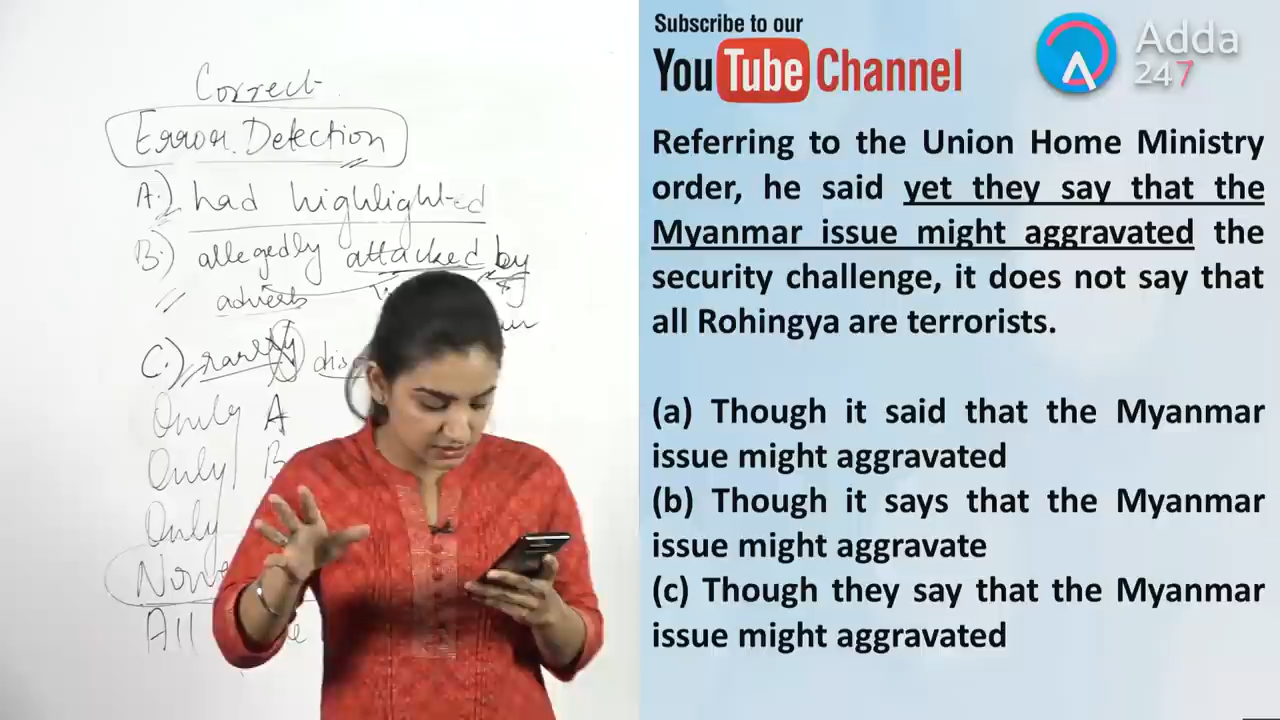 Correct
Error Detection
A.) had highlighted
B.) allegedly attacked by
adverb
C.)
Only A
Only B
Only
All
Subscribe to our
YouTube Channel
Adda
247
Referring to the Union Home Ministry
order, he said yet they say that the
Myanmar issue might aggravated the
security challenge, it does not say that
all Rohingya are terrorists.
(a) Though it said that the Myanmar
issue might aggravated
(b) Though it says that the Myanmar
issue might aggravate
(c) Though they say that the Myanmar
issue might aggravated